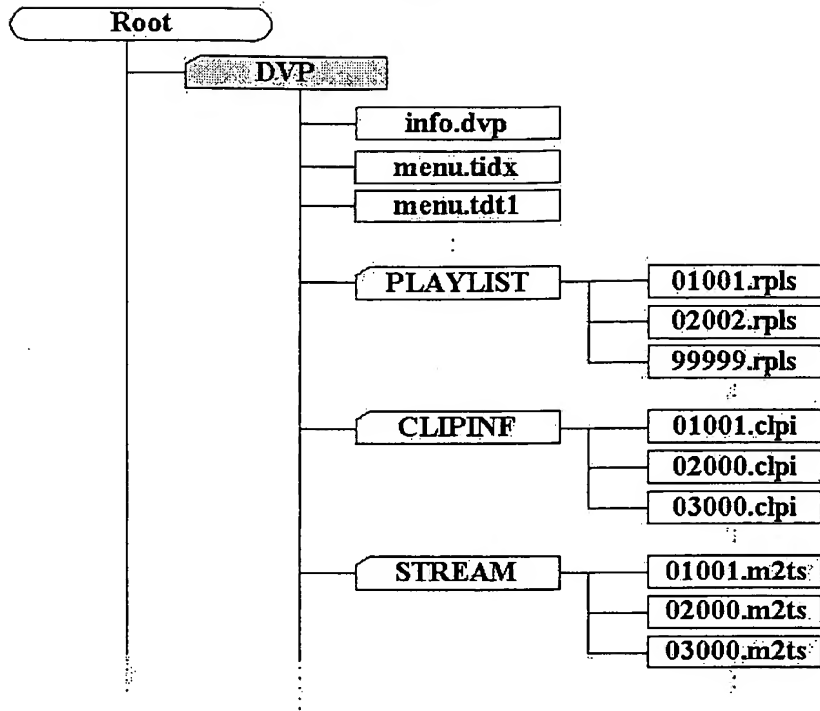 Root
DVP
info.dvp
menu.tidx
menu.tdt1
PLAYLIST
01001.rpls
02002.rpls
99999.rpls
CLIPINF
01001.clpi
02000.clpi
03000.clpi
STREAM
01001.m2ts
02000.m2ts
03000.m2ts